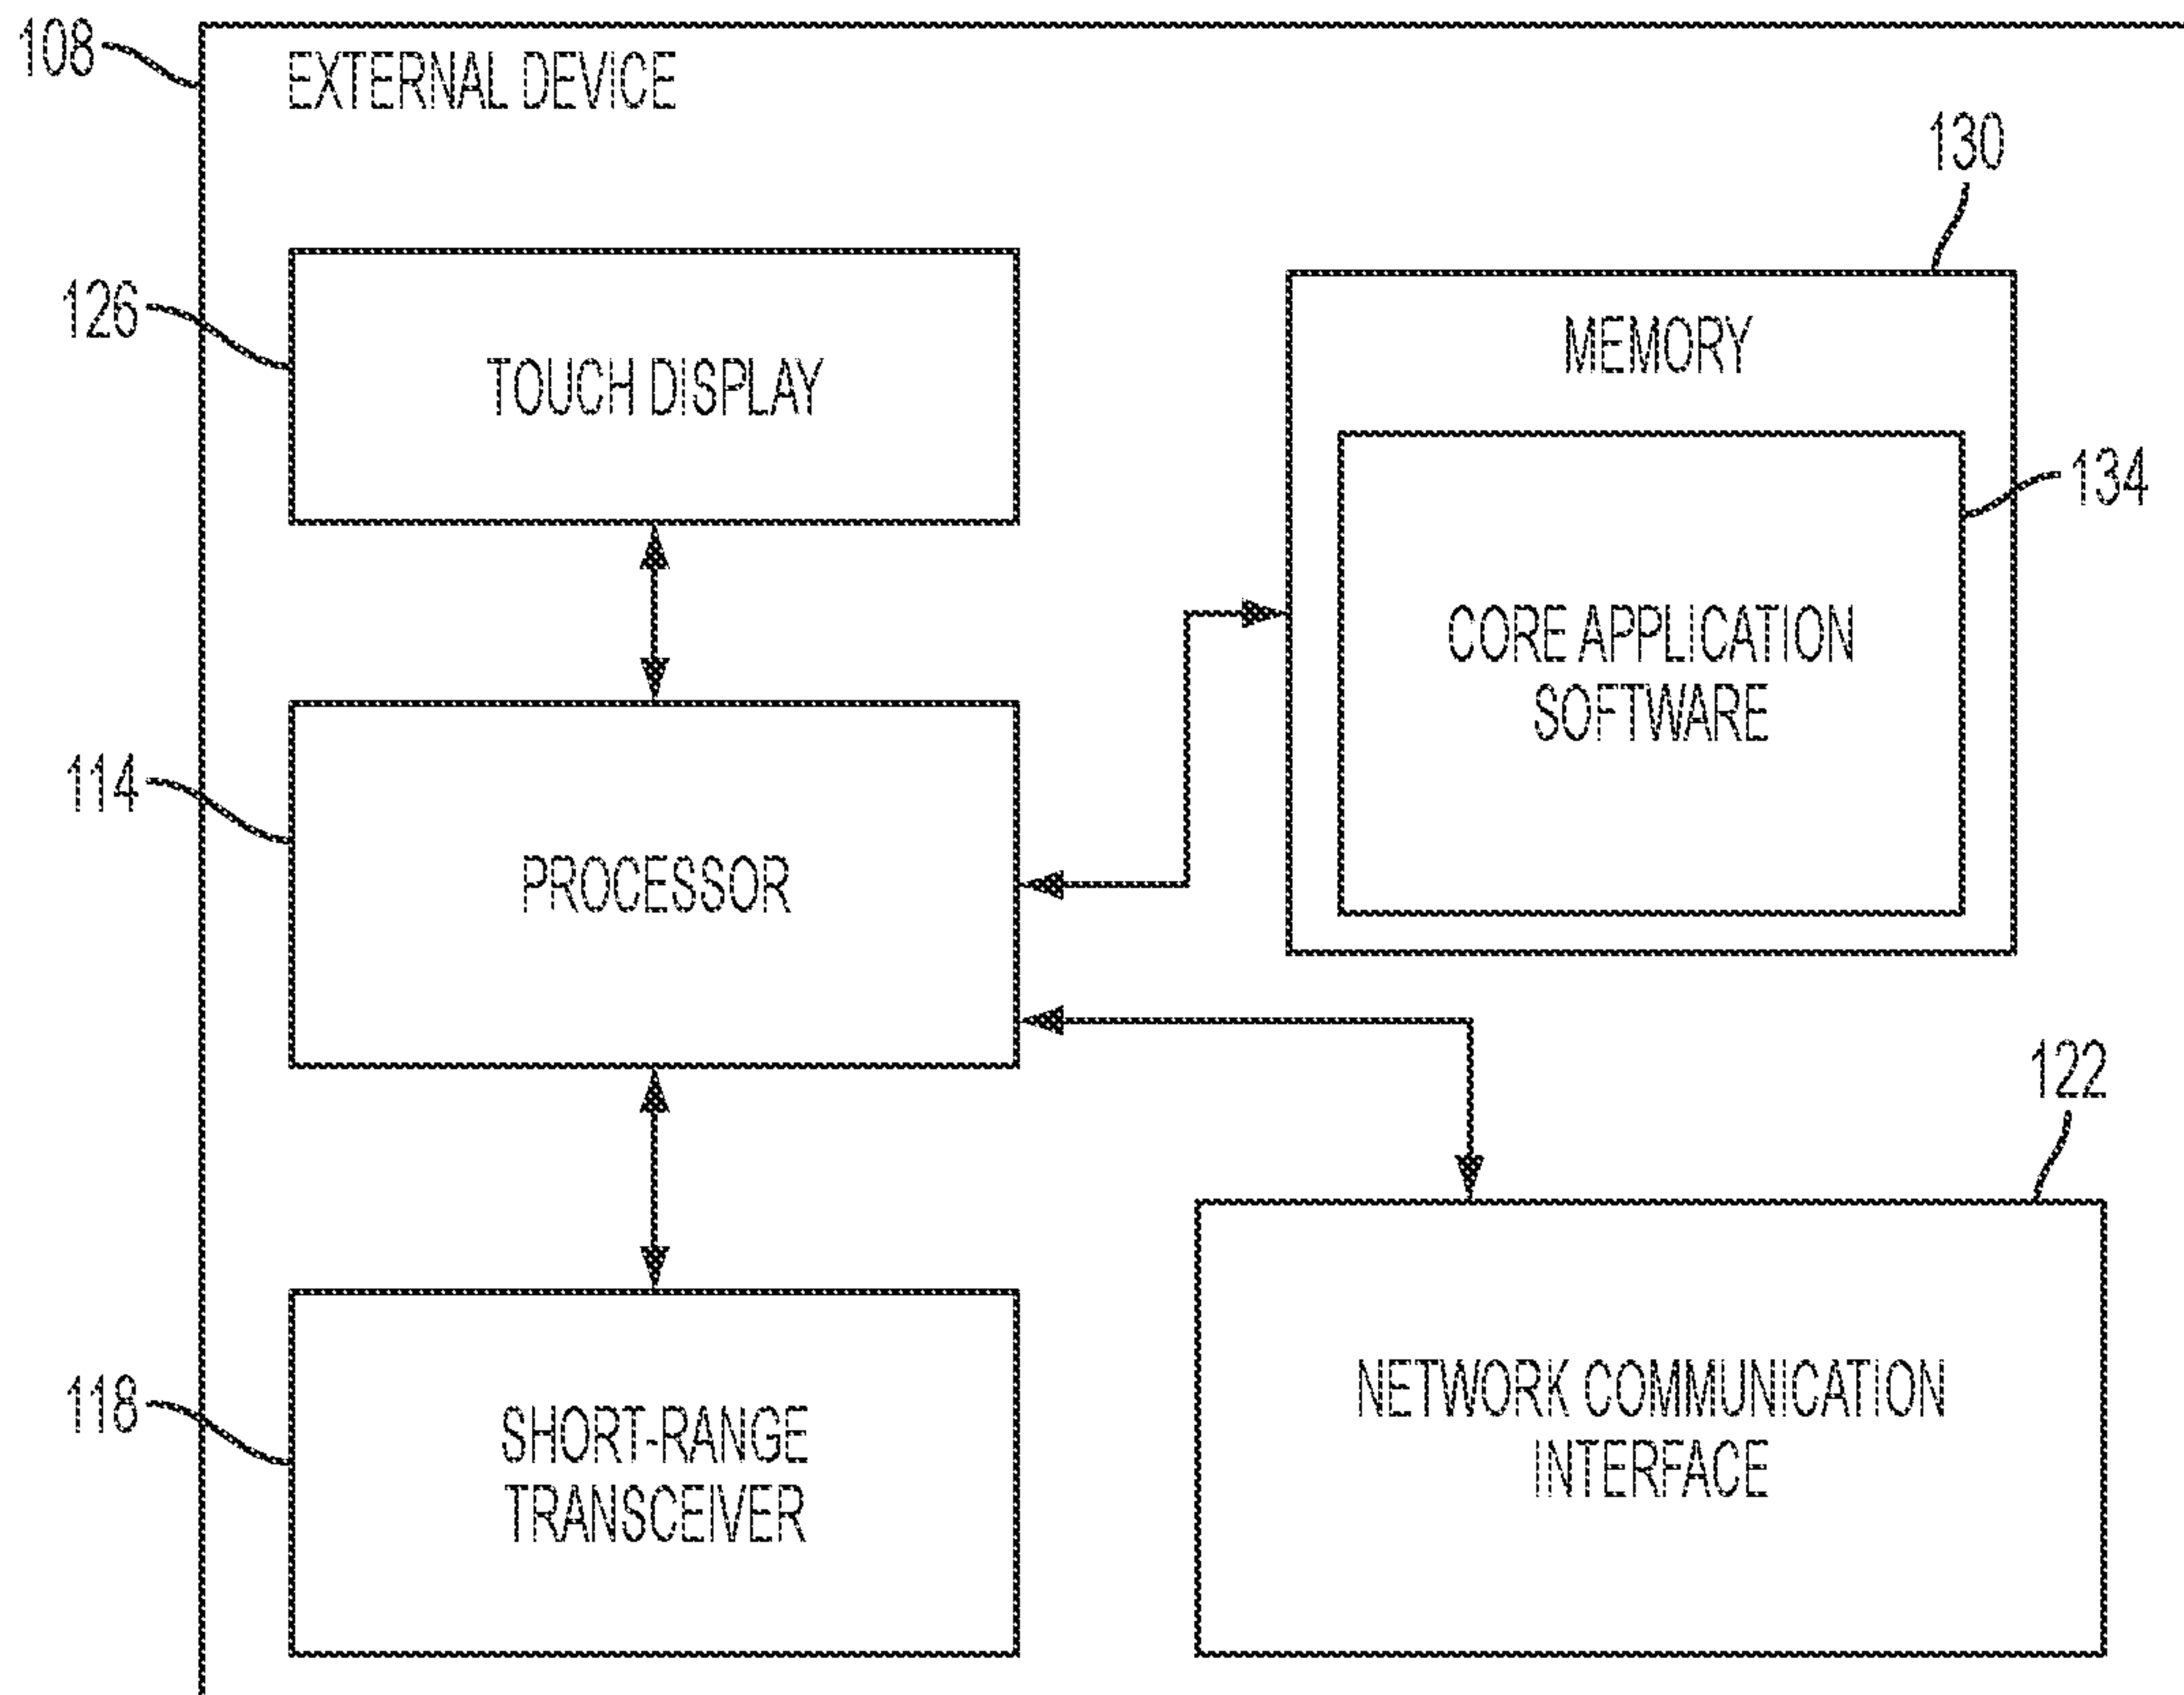 108
EXTERNAL DEVICE
130
126
TOUCH DISPLAY
MEMORY
134
CORE APPLICATION
SOFTWARE
114
PROCESSOR
122
118
SHORT-RANGE
TRANSCEIVER
NETWORK COMMUNICATION
INTERFACE